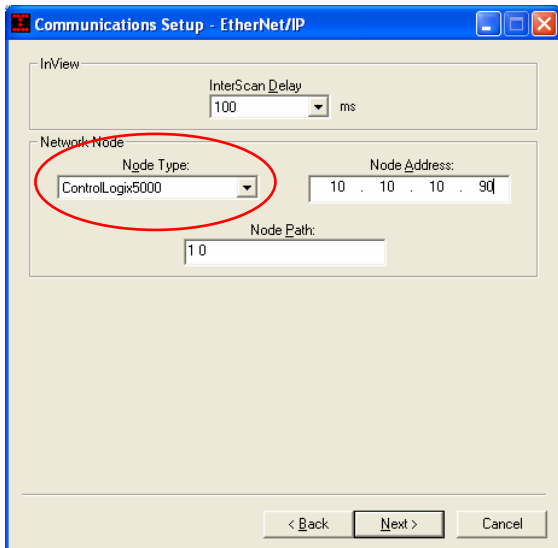 Communications Setup - EtherNet/IP
InView
InterScan Delay
100 ms
Network Node
Node Type:
ControlLogix5000
Node Address:
10 . 10 . 10 . 90
Node Path:
1 0
< Back
Next >
Cancel